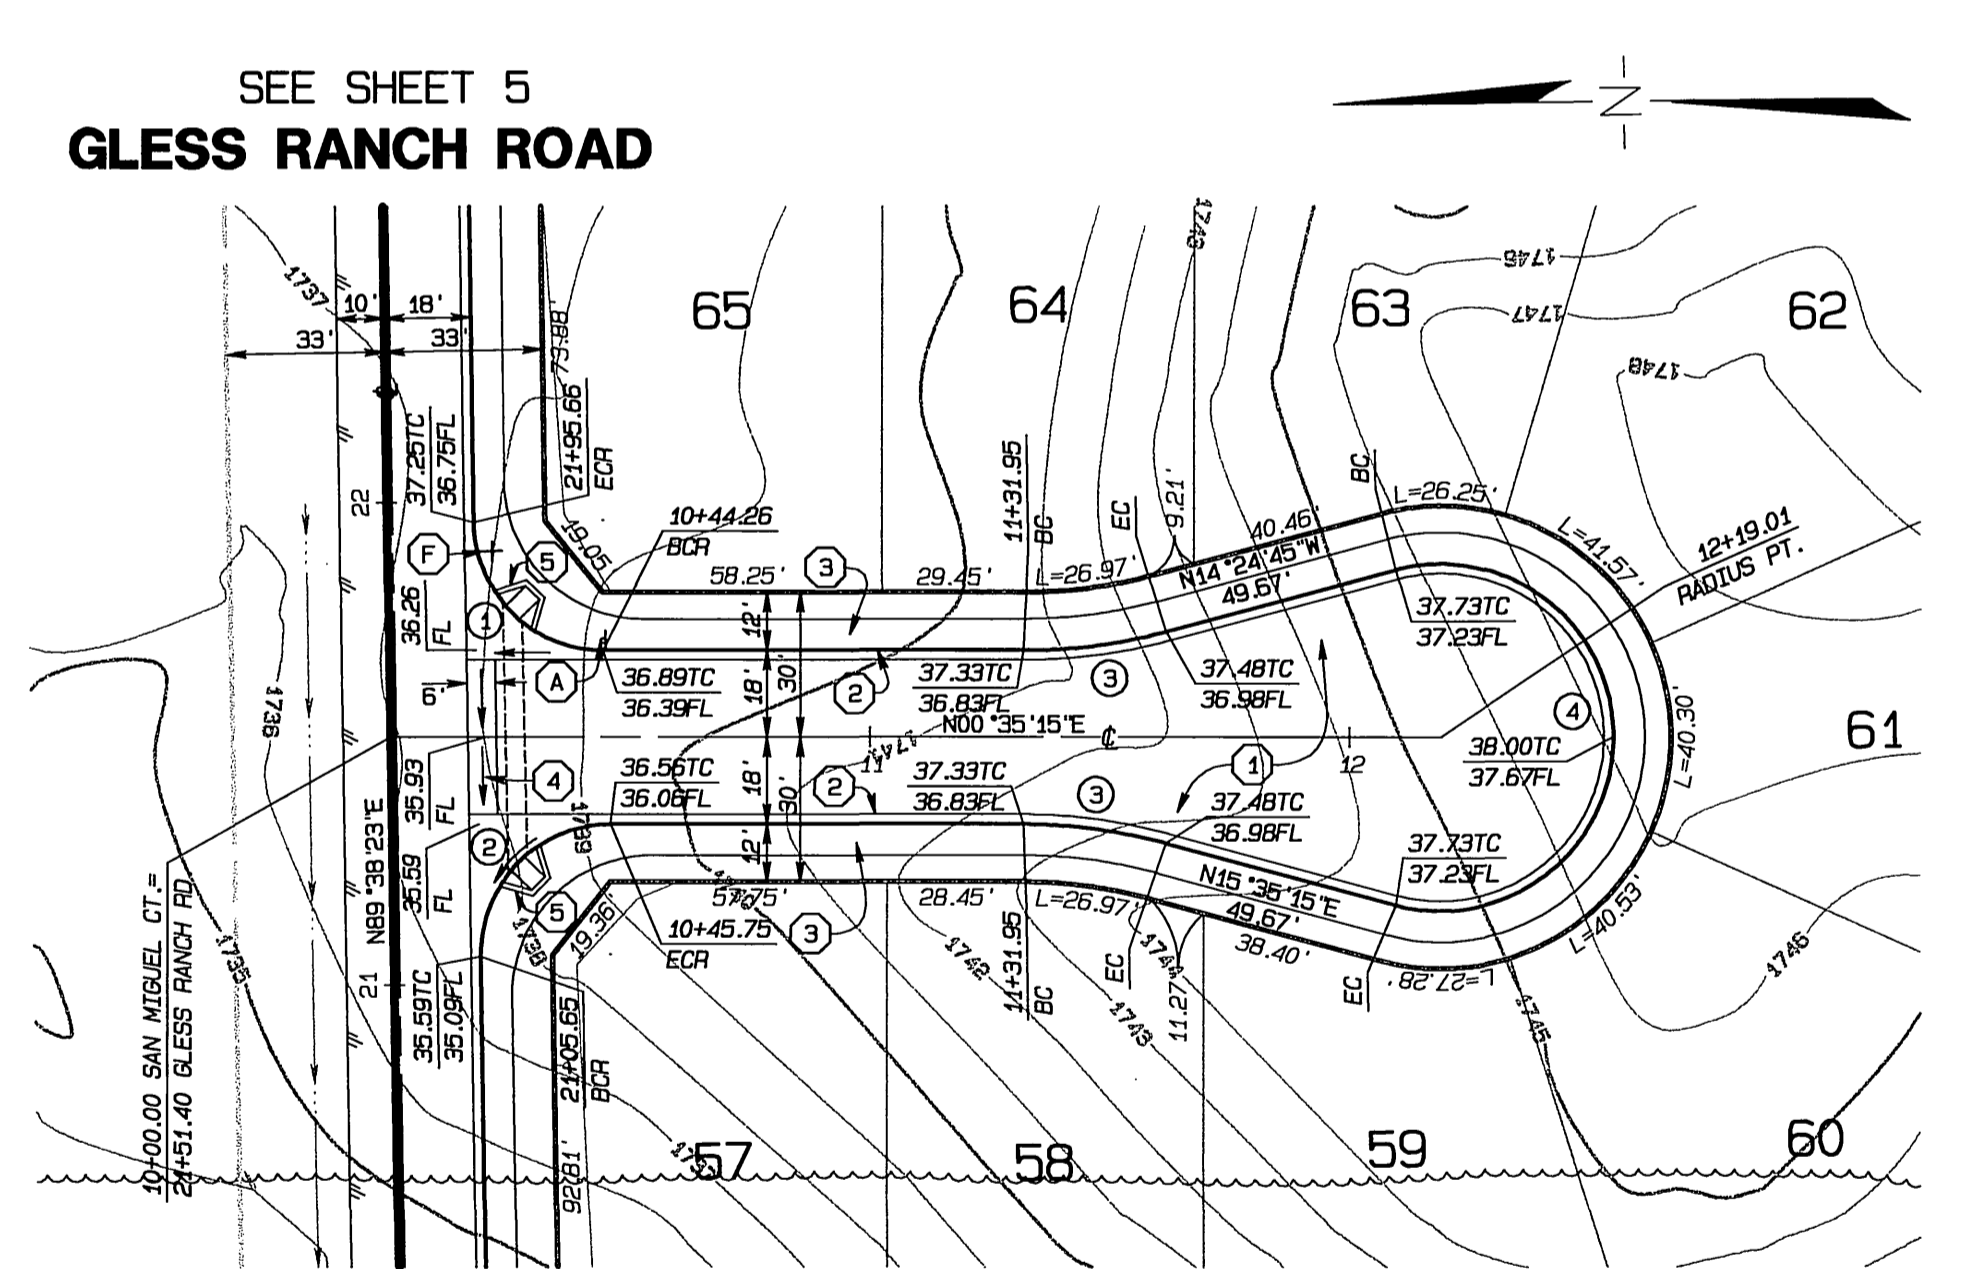 SEE SHEET 5
GLESS RANCH ROAD
N
1737
10' 18'
33' 33'
79.88'
65
64
63
62
1743
1746
1747
1748
22
37.25TC
36.75FL
21+95.66
ECR
F
5
19.05'
10+44.26
BCR
58.25'
3
29.45'
11+31.95
BC
L=26.97'
EC
9.21'
40.46'
N14°24'45"W
49.67'
BC
L=26.25'
L=41.57'
12+19.01
RADIUS PT.
37.73TC
37.23FL
36.26
FL
1
6'
A
36.89TC
36.39FL
12'
18'
30'
2
37.33TC
36.83FL
3
37.48TC
36.98FL
4
L=40.30'
61
1736
N00°35'15"E
1741
11
12
38.00TC
37.67FL
35.93
FL
4
36.56TC
36.06FL
18'
30'
12'
2
37.33TC
36.83FL
3
1
37.48TC
36.98FL
37.73TC
37.23FL
N89°38'23"E
35.59
FL
2
1739
5
1738
19.36'
57.75'
10+45.75
ECR
3
28.45'
11+31.95
BC
L=26.97'
EC
N15°35'15"E
49.67'
38.40'
11.27'
1744
EC
L=27.28'
L=40.53'
1746
1742
1743
1745
1735
10+00.00 SAN MIGUEL CT.=
21+51.40 GLESS RANCH RD
21
35.59TC
35.09FL
21+05.65
BCR
92.81'
57
58
59
60